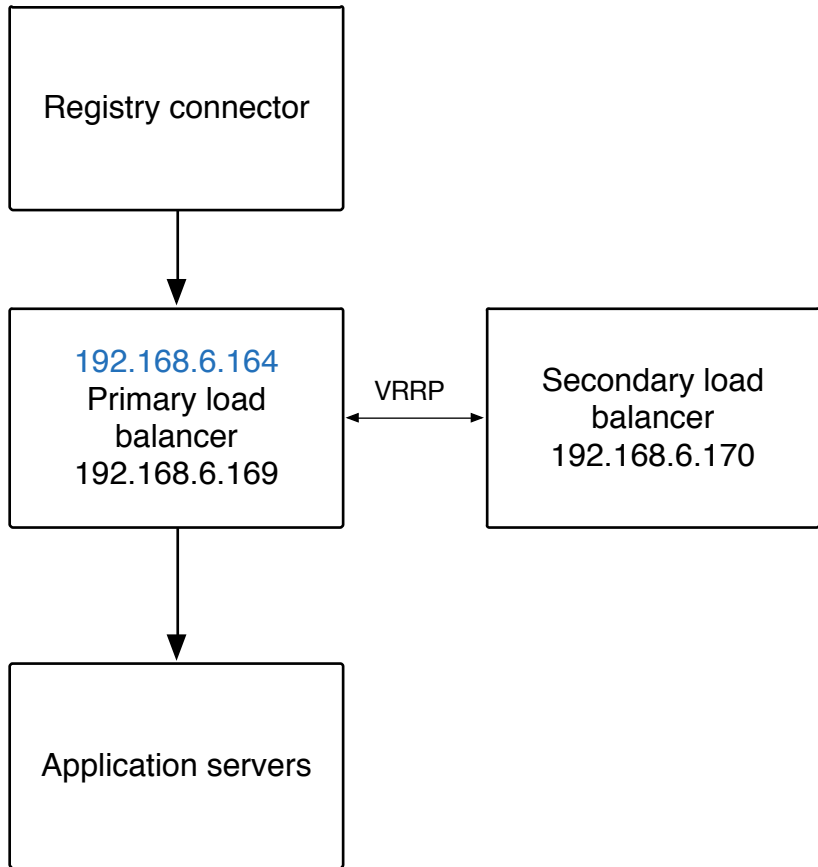 Registry connector
192.168.6.164
Primary load
balancer
192.168.6.169
VRRP
Secondary load
balancer
192.168.6.170
Application servers